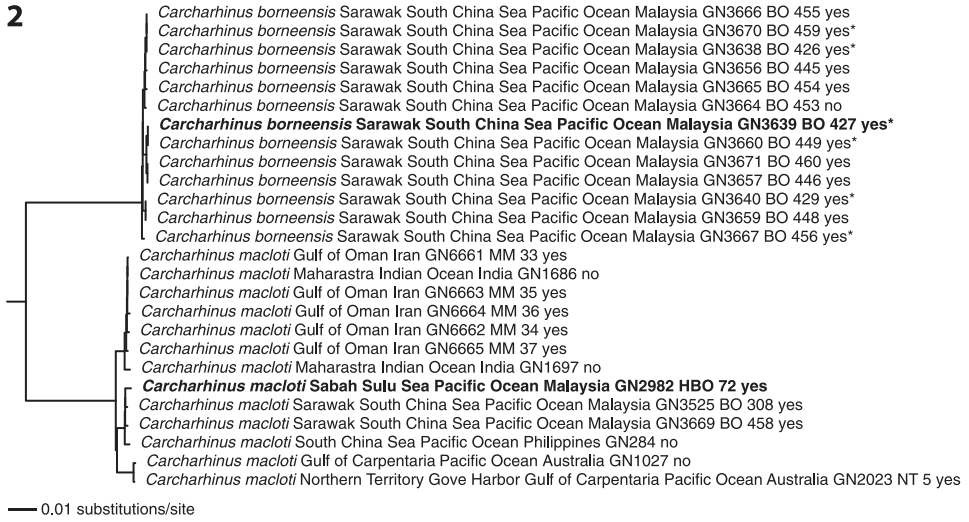 2
Carcharhinus borneensis Sarawak South China Sea Pacific Ocean Malaysia GN3666 BO 455 yes
Carcharhinus borneensis Sarawak South China Sea Pacific Ocean Malaysia GN3670 BO 459 yes*
Carcharhinus borneensis Sarawak South China Sea Pacific Ocean Malaysia GN3638 BO 426 yes*
Carcharhinus borneensis Sarawak South China Sea Pacific Ocean Malaysia GN3656 BO 445 yes
Carcharhinus borneensis Sarawak South China Sea Pacific Ocean Malaysia GN3665 BO 454 yes
Carcharhinus borneensis Sarawak South China Sea Pacific Ocean Malaysia GN3664 BO 453 no
Carcharhinus borneensis Sarawak South China Sea Pacific Ocean Malaysia GN3639 BO 427 yes*
Carcharhinus borneensis Sarawak South China Sea Pacific Ocean Malaysia GN3660 BO 449 yes*
Carcharhinus borneensis Sarawak South China Sea Pacific Ocean Malaysia GN3671 BO 460 yes
Carcharhinus borneensis Sarawak South China Sea Pacific Ocean Malaysia GN3657 BO 446 yes
Carcharhinus borneensis Sarawak South China Sea Pacific Ocean Malaysia GN3640 BO 429 yes*
Carcharhinus borneensis Sarawak South China Sea Pacific Ocean Malaysia GN3659 BO 448 yes
Carcharhinus borneensis Sarawak South China Sea Pacific Ocean Malaysia GN3667 BO 456 yes*
Carcharhinus macloti Gulf of Oman Iran GN6661 MM 33 yes
Carcharhinus macloti Maharastra Indian Ocean India GN1686 no
Carcharhinus macloti Gulf of Oman Iran GN6663 MM 35 yes
Carcharhinus macloti Gulf of Oman Iran GN6664 MM 36 yes
Carcharhinus macloti Gulf of Oman Iran GN6662 MM 34 yes
Carcharhinus macloti Gulf of Oman Iran GN6665 MM 37 yes
Carcharhinus macloti Maharastra Indian Ocean India GN1697 no
Carcharhinus macloti Sabah Sulu Sea Pacific Ocean Malaysia GN2982 HBO 72 yes
Carcharhinus macloti Sarawak South China Sea Pacific Ocean Malaysia GN3525 BO 308 yes
Carcharhinus macloti Sarawak South China Sea Pacific Ocean Malaysia GN3669 BO 458 yes
Carcharhinus macloti South China Sea Pacific Ocean Philippines GN284 no
Carcharhinus macloti Gulf of Carpentaria Pacific Ocean Australia GN1027 no
Carcharhinus macloti Northern Territory Gove Harbor Gulf of Carpentaria Pacific Ocean Australia GN2023 NT 5 yes
0.01 substitutions/site